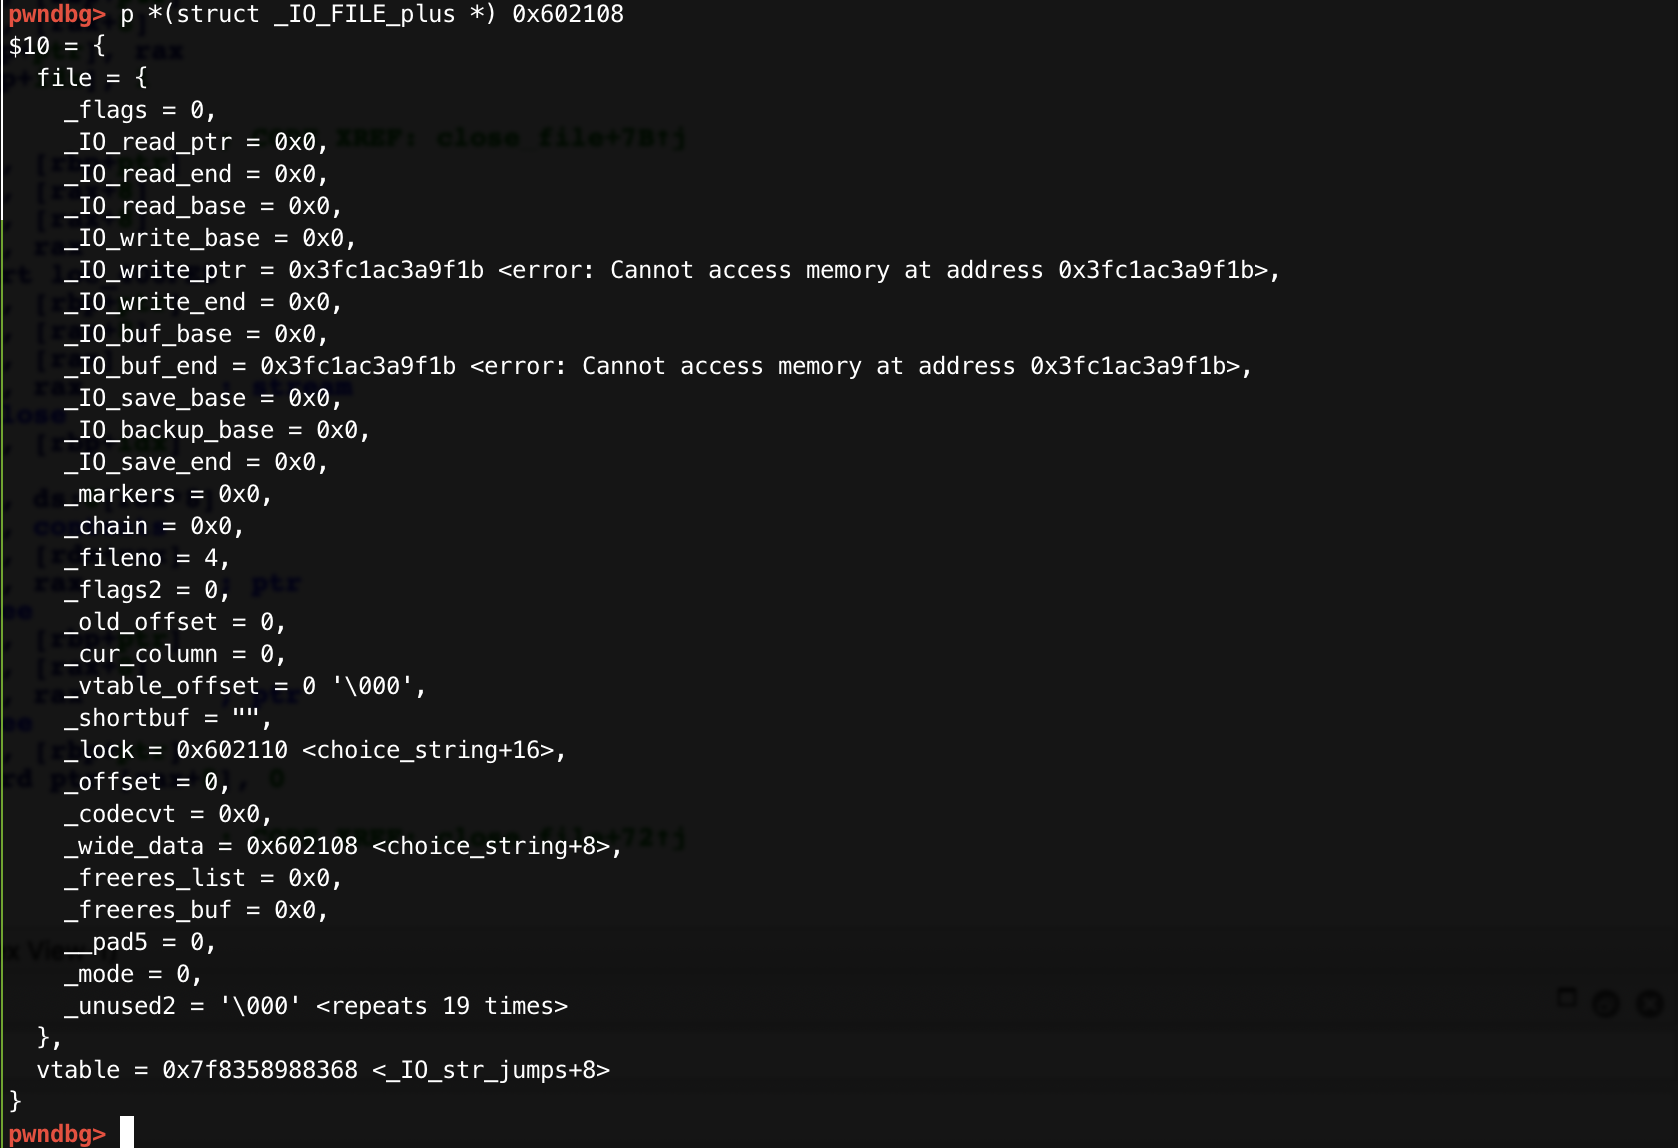 pwndbg> p *(struct _IO_FILE_plus *) 0x602108
$10 = {
  file = {
    _flags = 0,
    _IO_read_ptr = 0x0,
    _IO_read_end = 0x0,
    _IO_read_base = 0x0,
    _IO_write_base = 0x0,
    _IO_write_ptr = 0x3fc1ac3a9f1b <error: Cannot access memory at address 0x3fc1ac3a9f1b>,
    _IO_write_end = 0x0,
    _IO_buf_base = 0x0,
    _IO_buf_end = 0x3fc1ac3a9f1b <error: Cannot access memory at address 0x3fc1ac3a9f1b>,
    _IO_save_base = 0x0,
    _IO_backup_base = 0x0,
    _IO_save_end = 0x0,
    _markers = 0x0,
    _chain = 0x0,
    _fileno = 4,
    _flags2 = 0,
    _old_offset = 0,
    _cur_column = 0,
    _vtable_offset = 0 '\000',
    _shortbuf = "",
    _lock = 0x602110 <choice_string+16>,
    _offset = 0,
    _codecvt = 0x0,
    _wide_data = 0x602108 <choice_string+8>,
    _freeres_list = 0x0,
    _freeres_buf = 0x0,
    __pad5 = 0,
    _mode = 0,
    _unused2 = '\000' <repeats 19 times>
  },
  vtable = 0x7f8358988368 <_IO_str_jumps+8>
}
pwndbg>